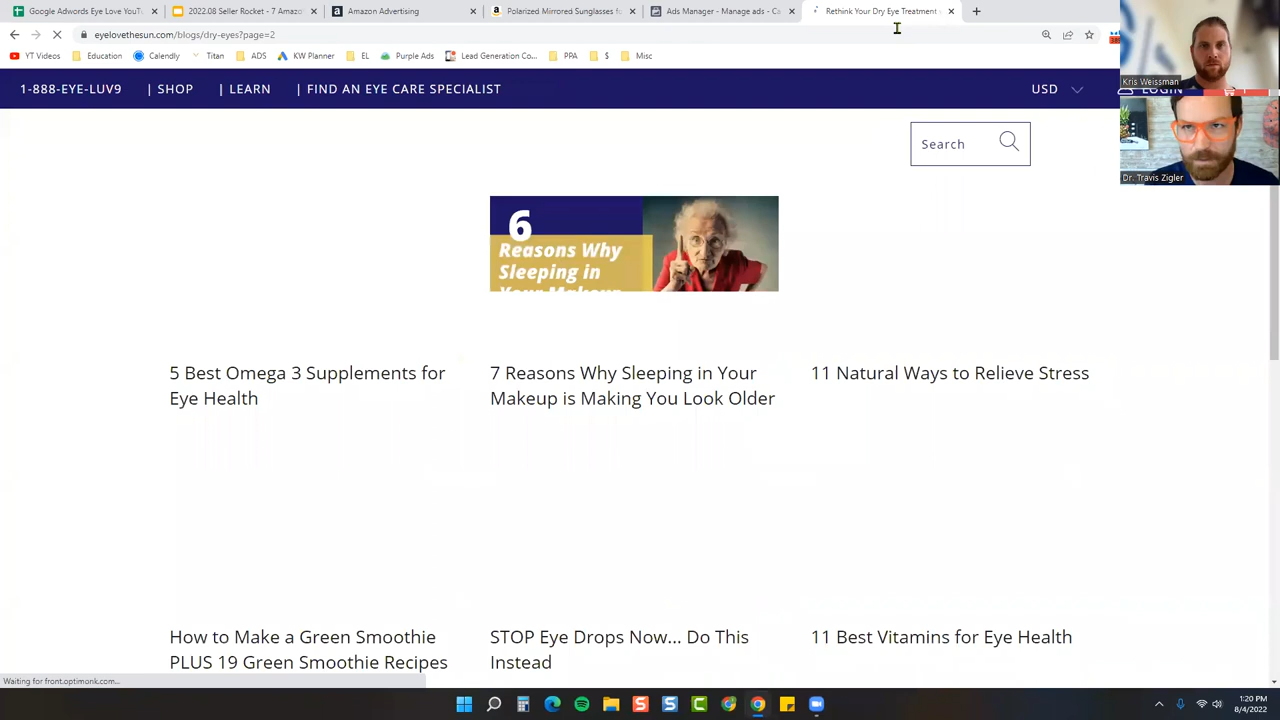 Google Adwords Eye Love YouT
2022.08 Seller Rocket - 7 Amazo
Amazon Advertising
Polarized Mirrored Sunglasses fo
Ads Manager - Manage ads - Ca
Rethink Your Dry Eye Treatment
eyelovethesun.com/blogs/dry-eyes?page=2
YT Videos
Education
Calendly
Titan
ADS
KW Planner
EL
Purple Ads
Lead Generation Co...
PPA
$
Misc
Kris Weissman
1-888-EYE-LUV9
| SHOP
| LEARN
| FIND AN EYE CARE SPECIALIST
USD
LOGIN
Search
Dr. Travis Zigler
6
Reasons Why
Sleeping in
Your Makeup
5 Best Omega 3 Supplements for
Eye Health
7 Reasons Why Sleeping in Your
Makeup is Making You Look Older
11 Natural Ways to Relieve Stress
How to Make a Green Smoothie
PLUS 19 Green Smoothie Recipes
STOP Eye Drops Now... Do This
Instead
11 Best Vitamins for Eye Health
Waiting for front.optimonk.com...
1:20 PM
8/4/2022